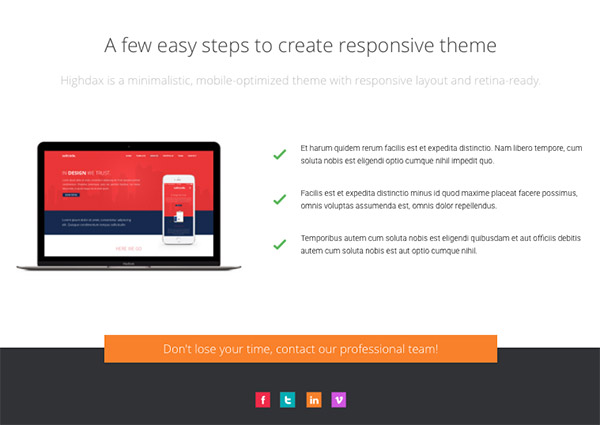 A few easy steps to create responsive theme
Highdax is a minimalistic, mobile-optimized theme with responsive layout and retina-ready.
IN DESIGN WE TRUST
Et harum quidem rerum facilis est et expedita distinctio. Nam libero tempore, cum
soluta nobis est eligendi optio cumque nihil impedit quo.
Facilis est et expedita distinctio minus id quod maxime placeat facere possimus,
omnis voluptas assumenda est, omnis dolor repellendus.
Temporibus autem cum soluta nobis est eligendi quibusdam et aut officiis debitis
autem cum soluta nobis est aut optio cumque nihil.
HERE WE GO
Don't lose your time, contact our professional team!